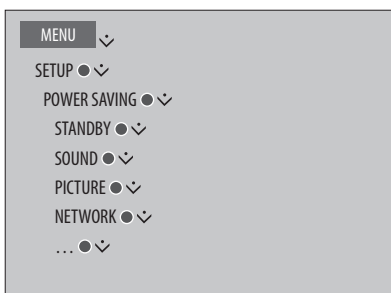 MENU
SETUP
POWER SAVING
STANDBY
SOUND
PICTURE
NETWORK
...